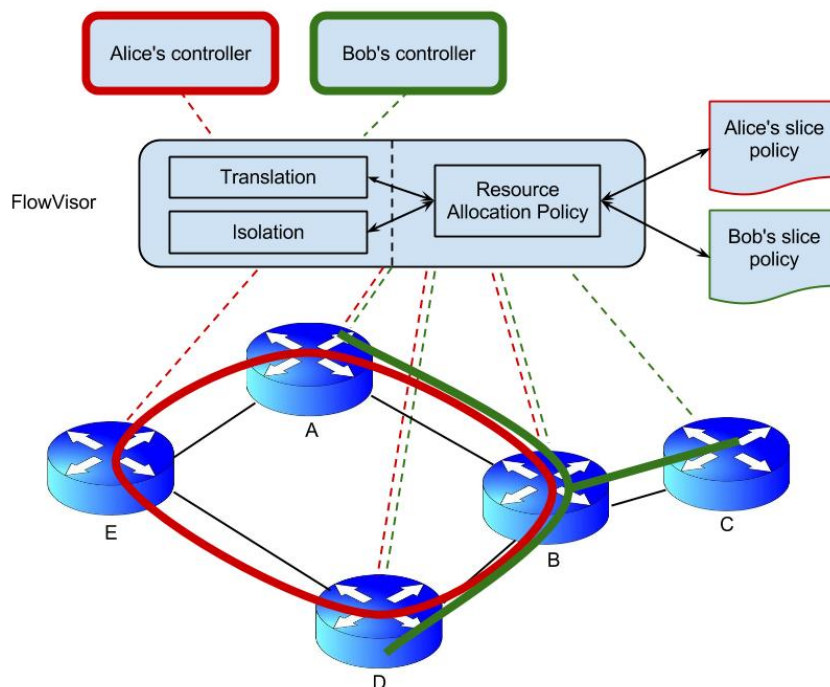 Alice's controller
Bob's controller
Alice's slice
policy
FlowVisor
Translation
Isolation
Resource
Allocation Policy
Bob's slice
policy
A
E
B
C
D